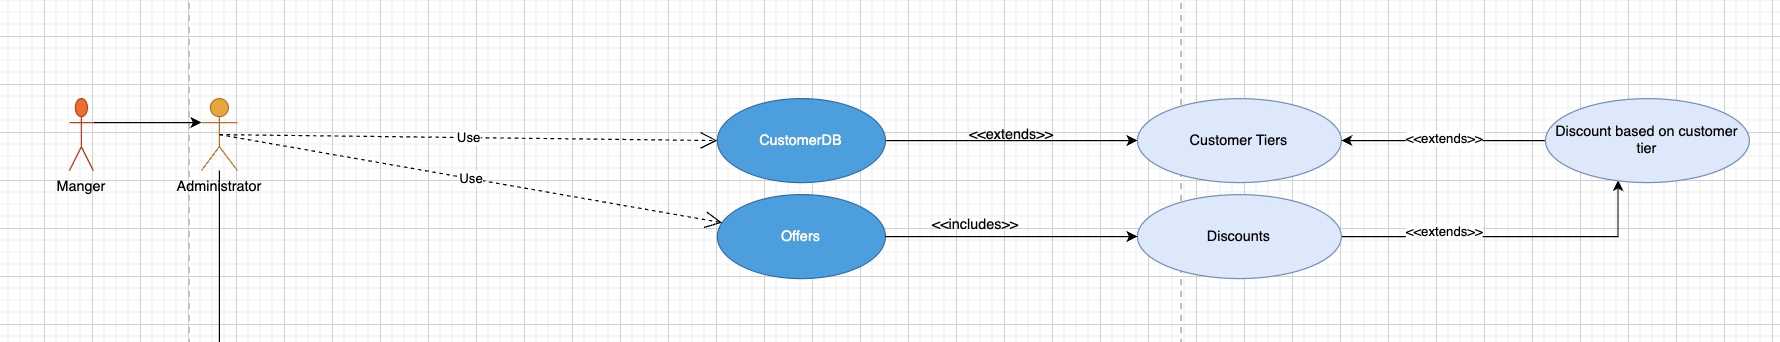 Manger
Administrator
Use
Use
CustomerDB
<<extends>>
Customer Tiers
<<extends>>
Discount based on customer
tier
Offers
<<includes>>
Discounts
<<extends>>